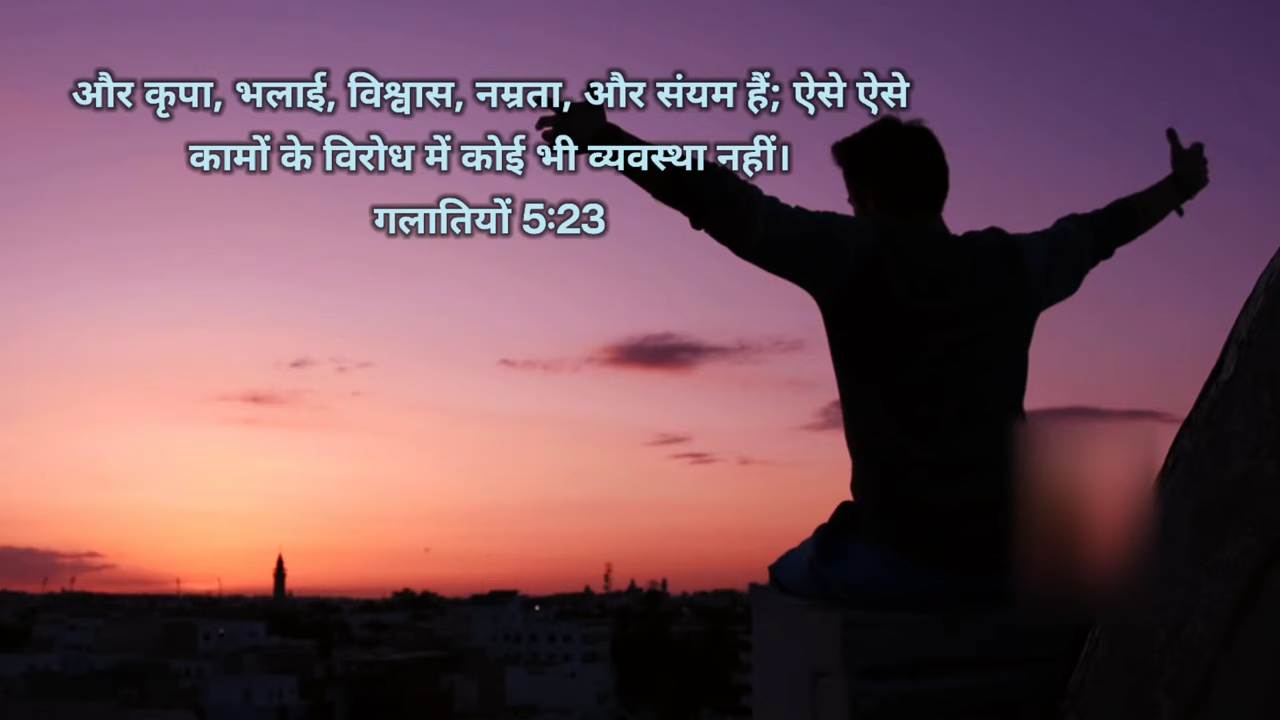 और कृपा, भलाई, विश्वास, नम्रता, और संयम हैं; ऐसे ऐसे
कामों के विरोध में कोई भी व्यवस्था नहीं।
गलातियों 5:23